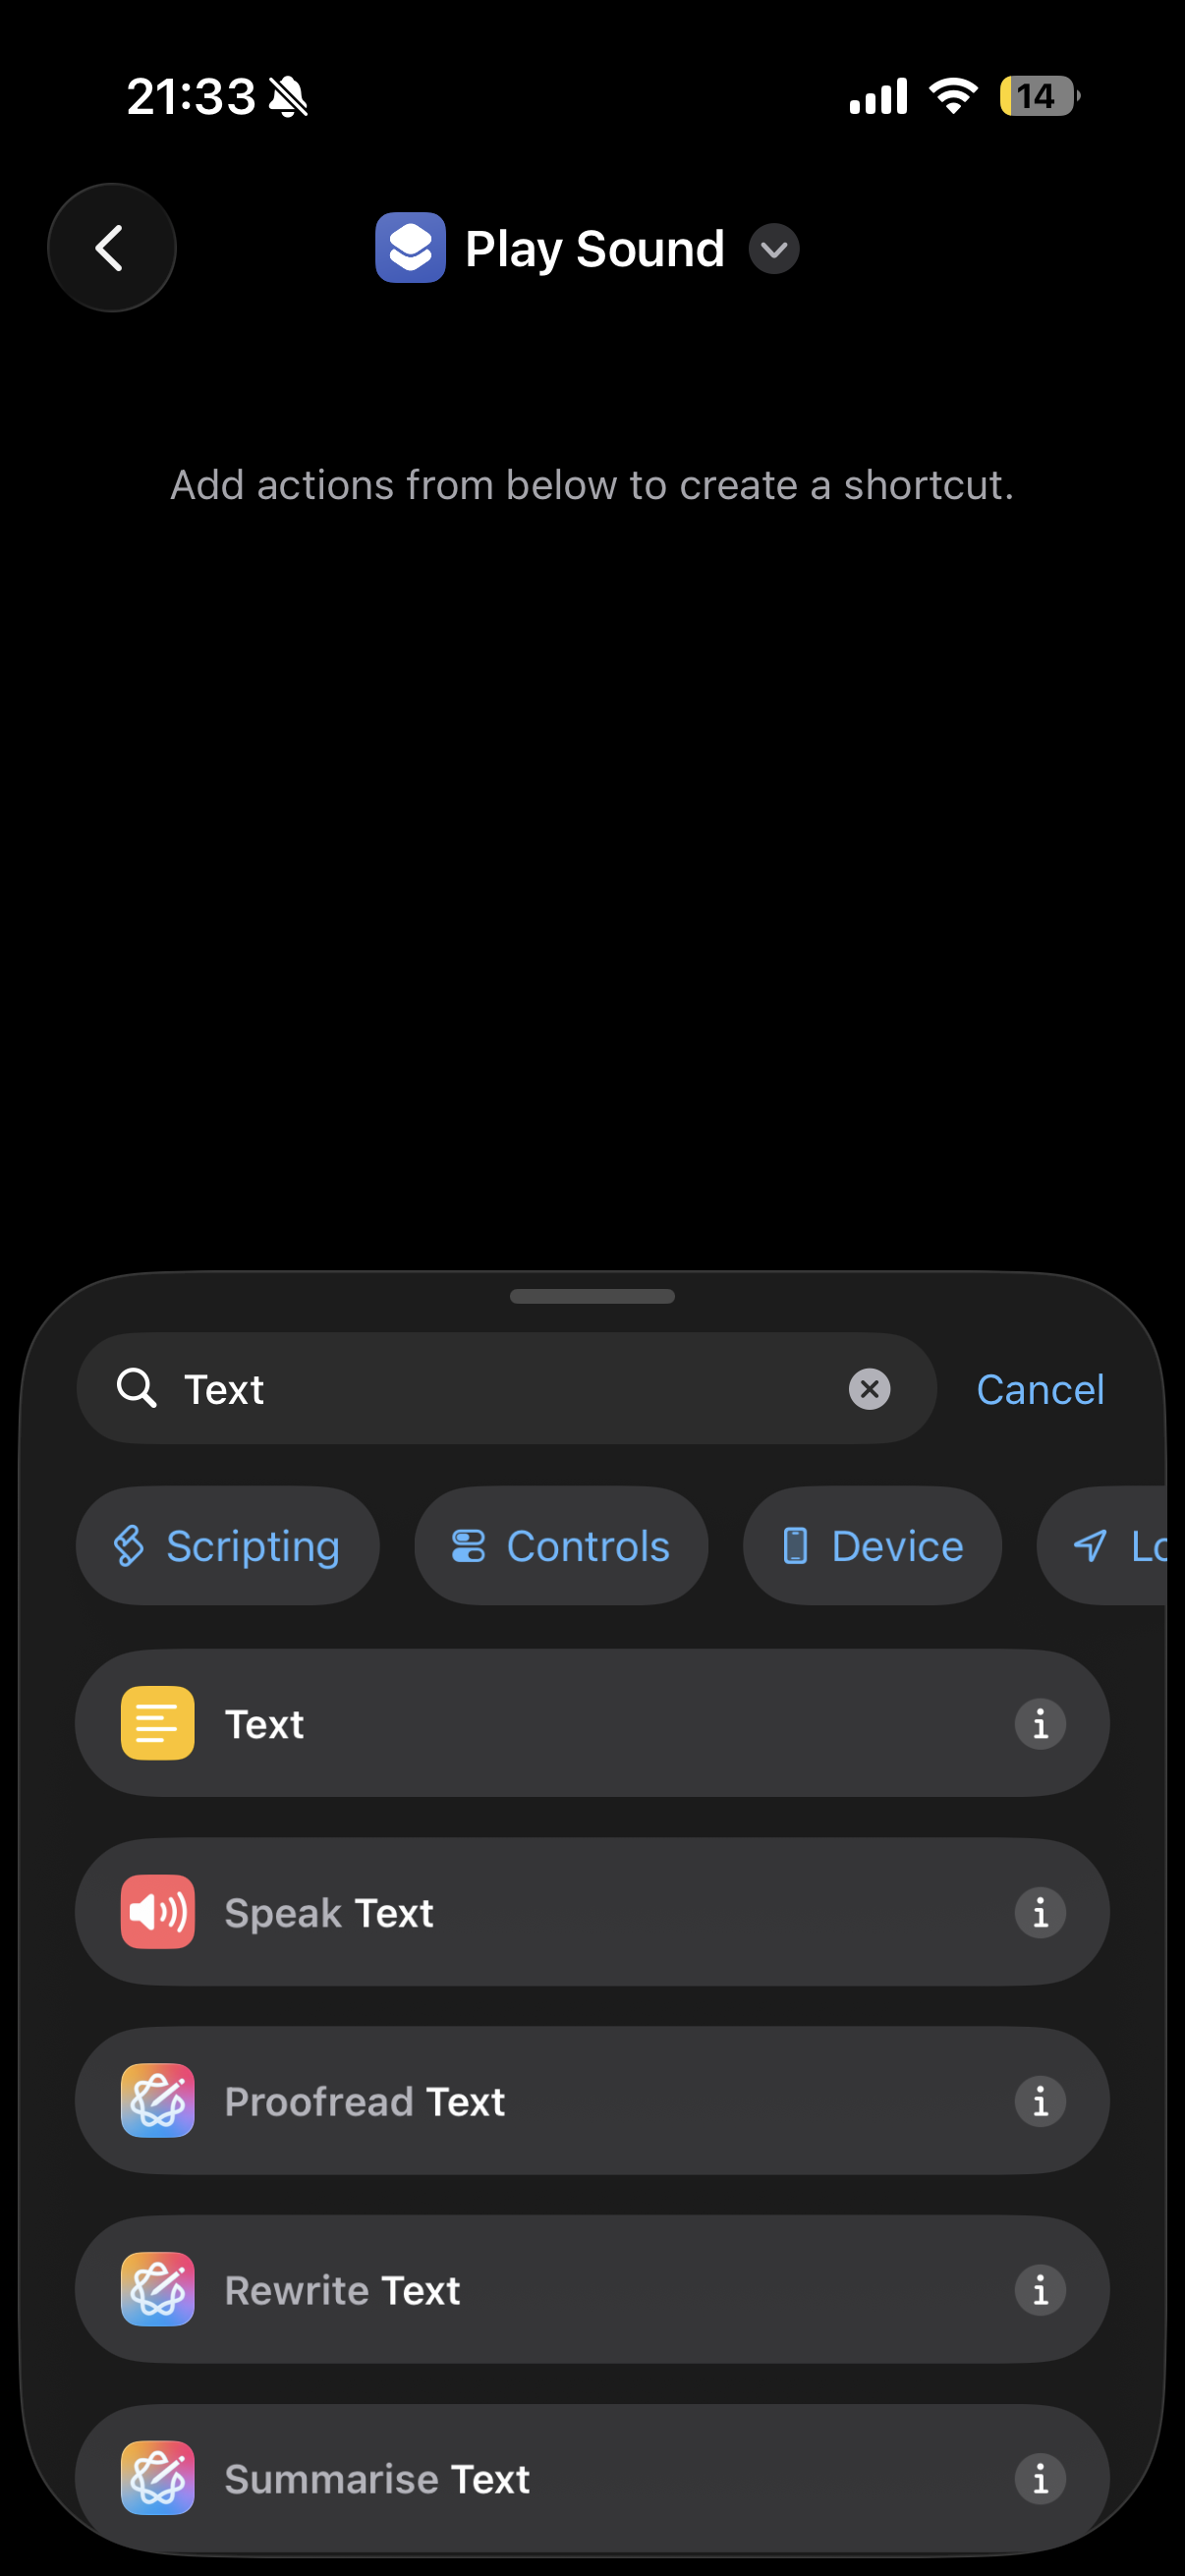 21:33
14
Play Sound
Add actions from below to create a shortcut.
Text
Cancel
Scripting Controls Device Lo
Text
Speak Text
Proofread Text
Rewrite Text
Summarise Text